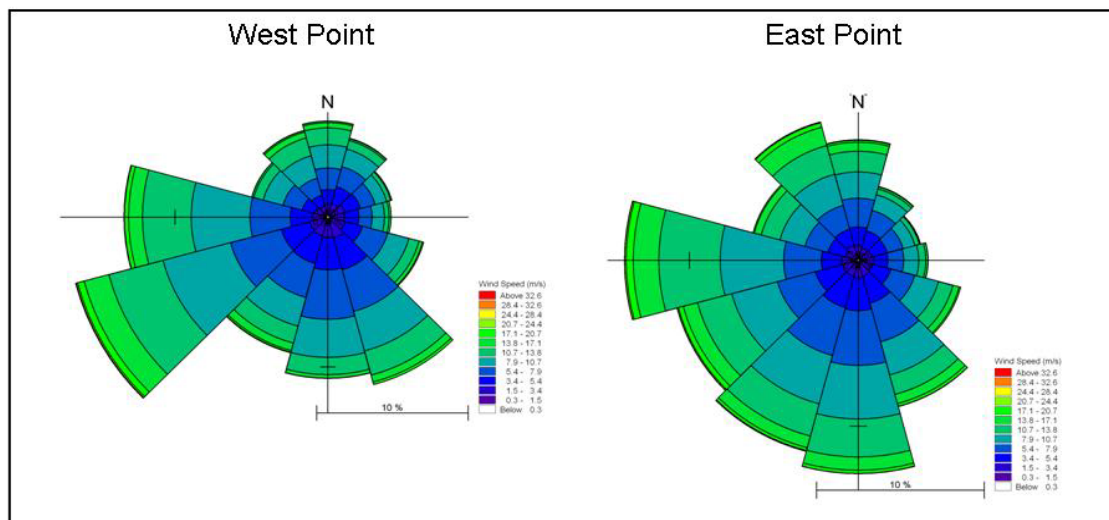 West Point
East Point
N
N
Wind Speed (m/s)
Above 32.6
28.4 - 32.6
24.4 - 28.4
20.7 - 24.4
17.1 - 20.7
13.8 - 17.1
10.7 - 13.8
7.9 - 10.7
5.4 - 7.9
3.4 - 5.4
1.5 - 3.4
0.3 - 1.5
Below 0.3
10 %
Wind Speed (m/s)
Above 32.6
28.4 - 32.6
24.4 - 28.4
20.7 - 24.4
17.1 - 20.7
13.8 - 17.1
10.7 - 13.8
7.9 - 10.7
5.4 - 7.9
3.4 - 5.4
1.5 - 3.4
0.3 - 1.5
Below 0.3
10 %